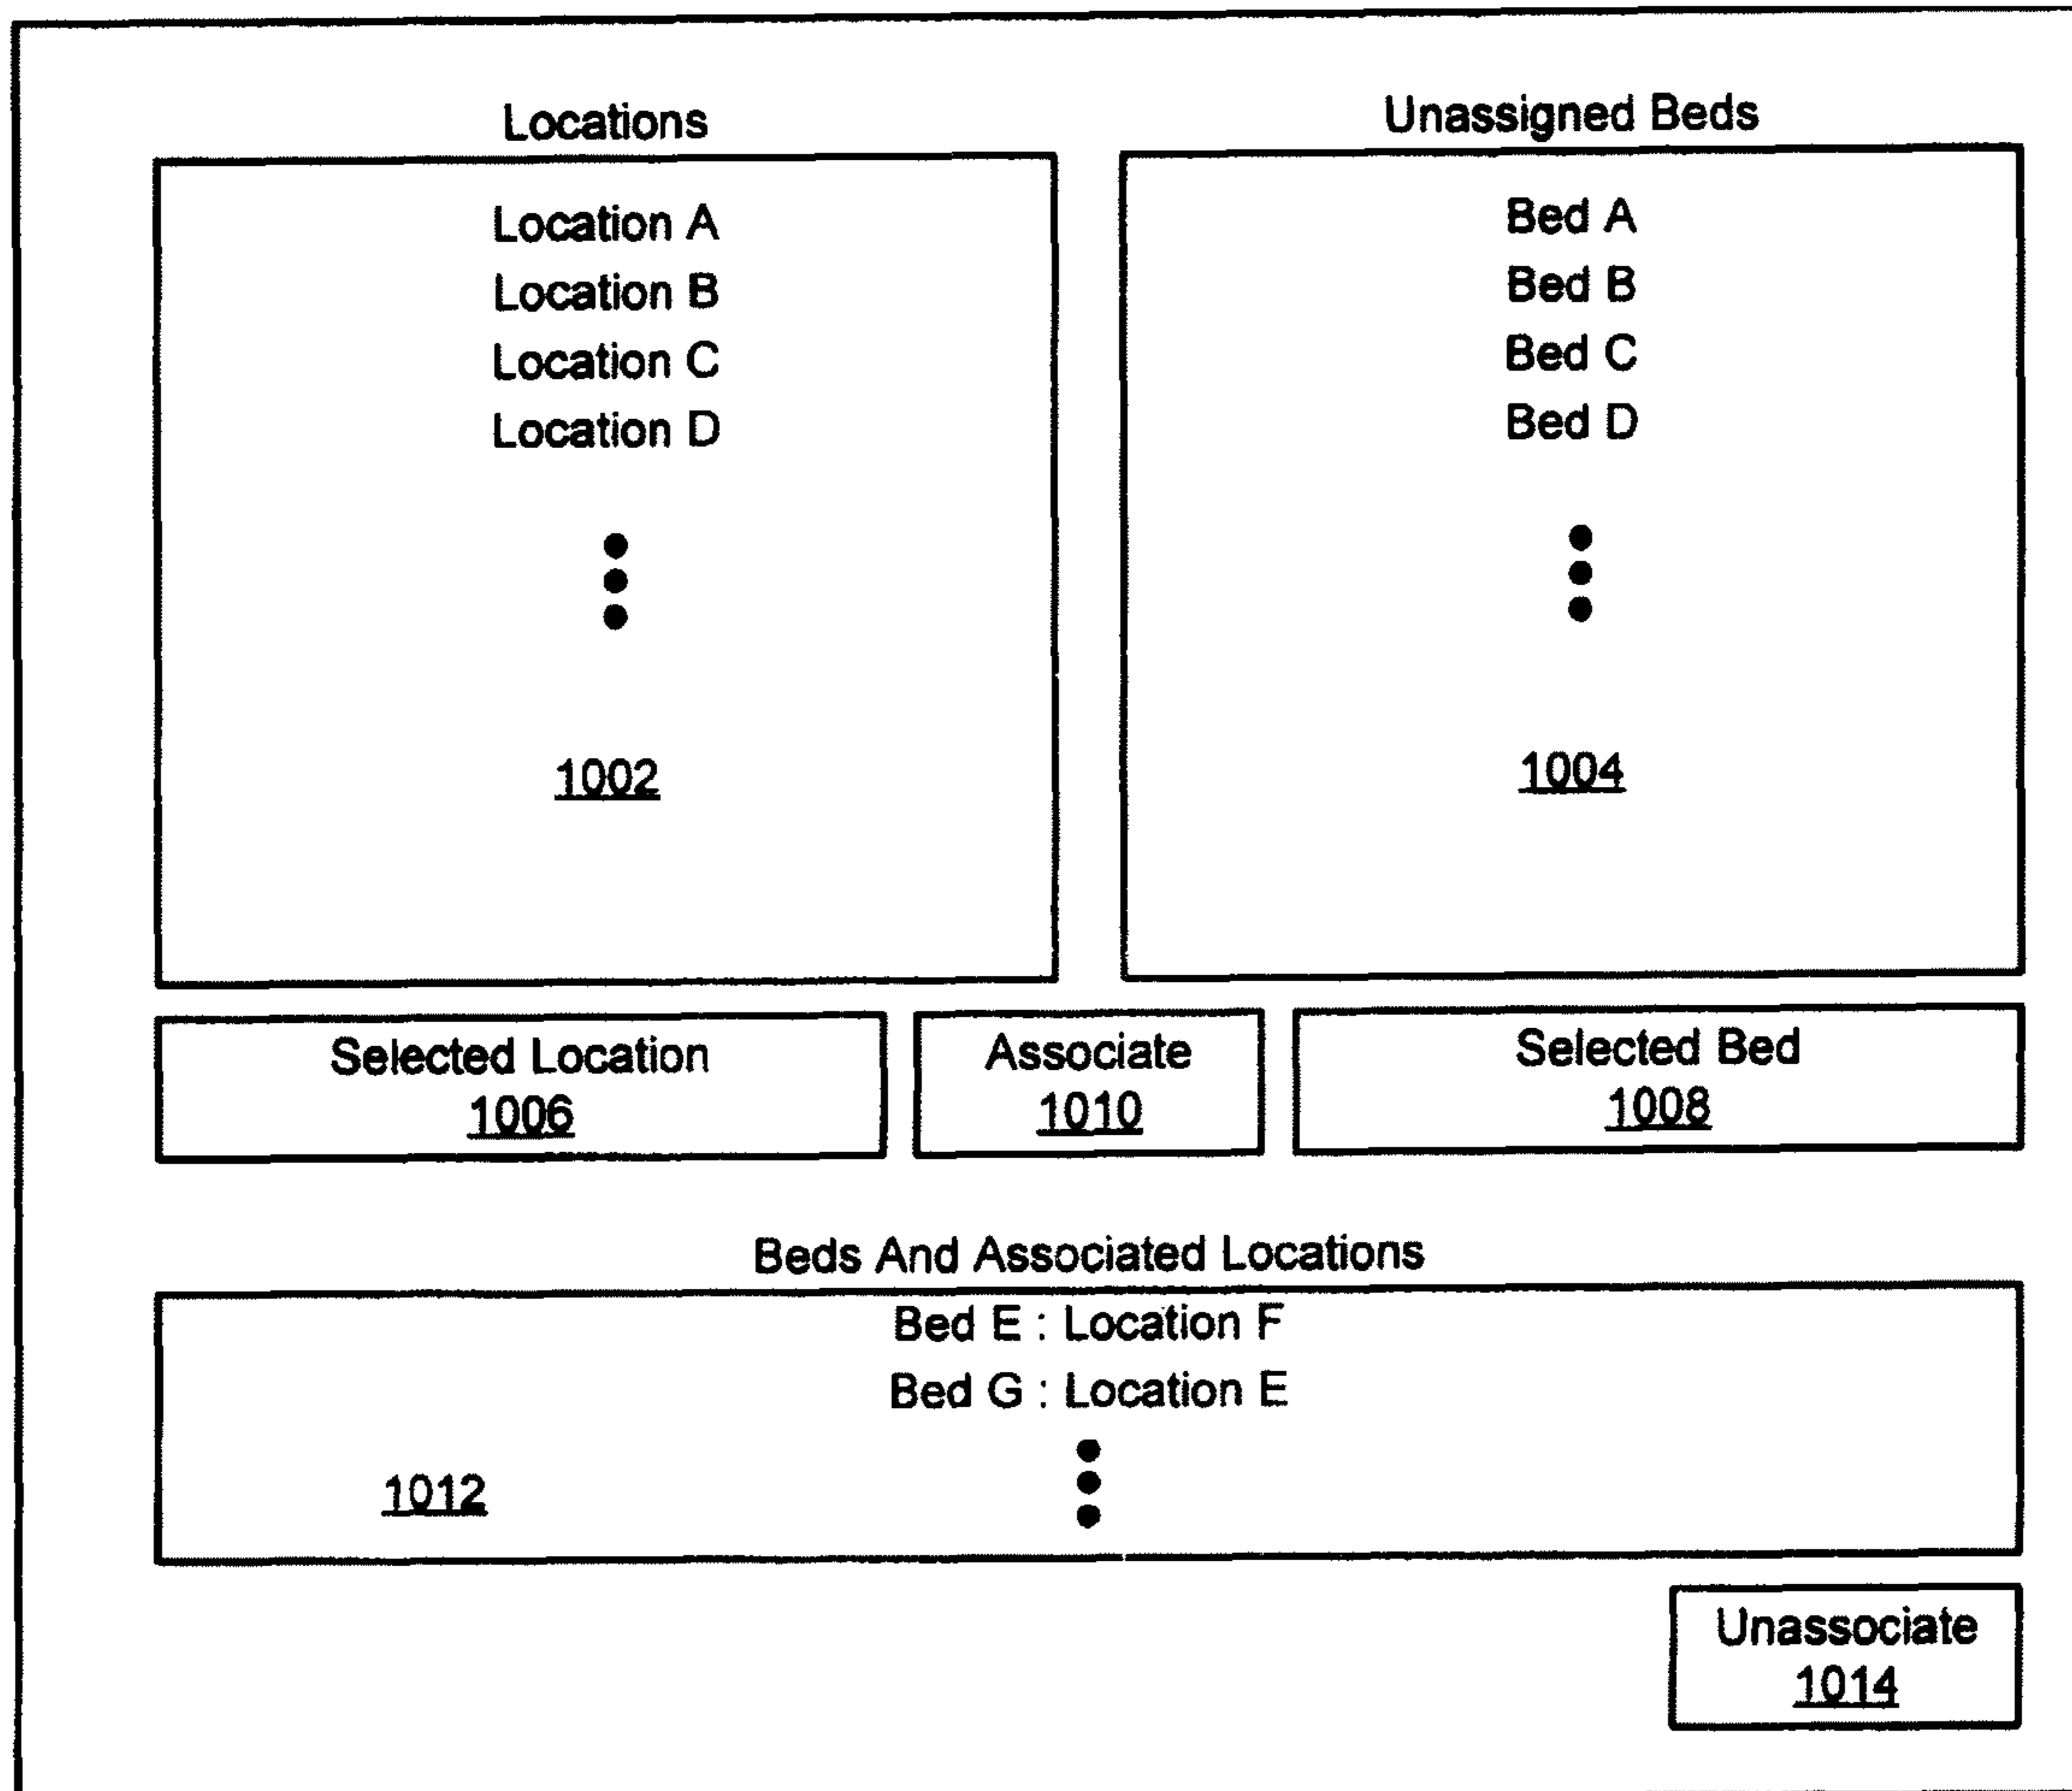 Locations
Location A
Location B
Location C
Location D
1002
Unassigned Beds
Bed A
Bed B
Bed C
Bed D
1004
Selected Location
1006
Associate
1010
Selected Bed
1008
Beds And Associated Locations
Bed E : Location F
Bed G : Location E
1012
Unassociate
1014